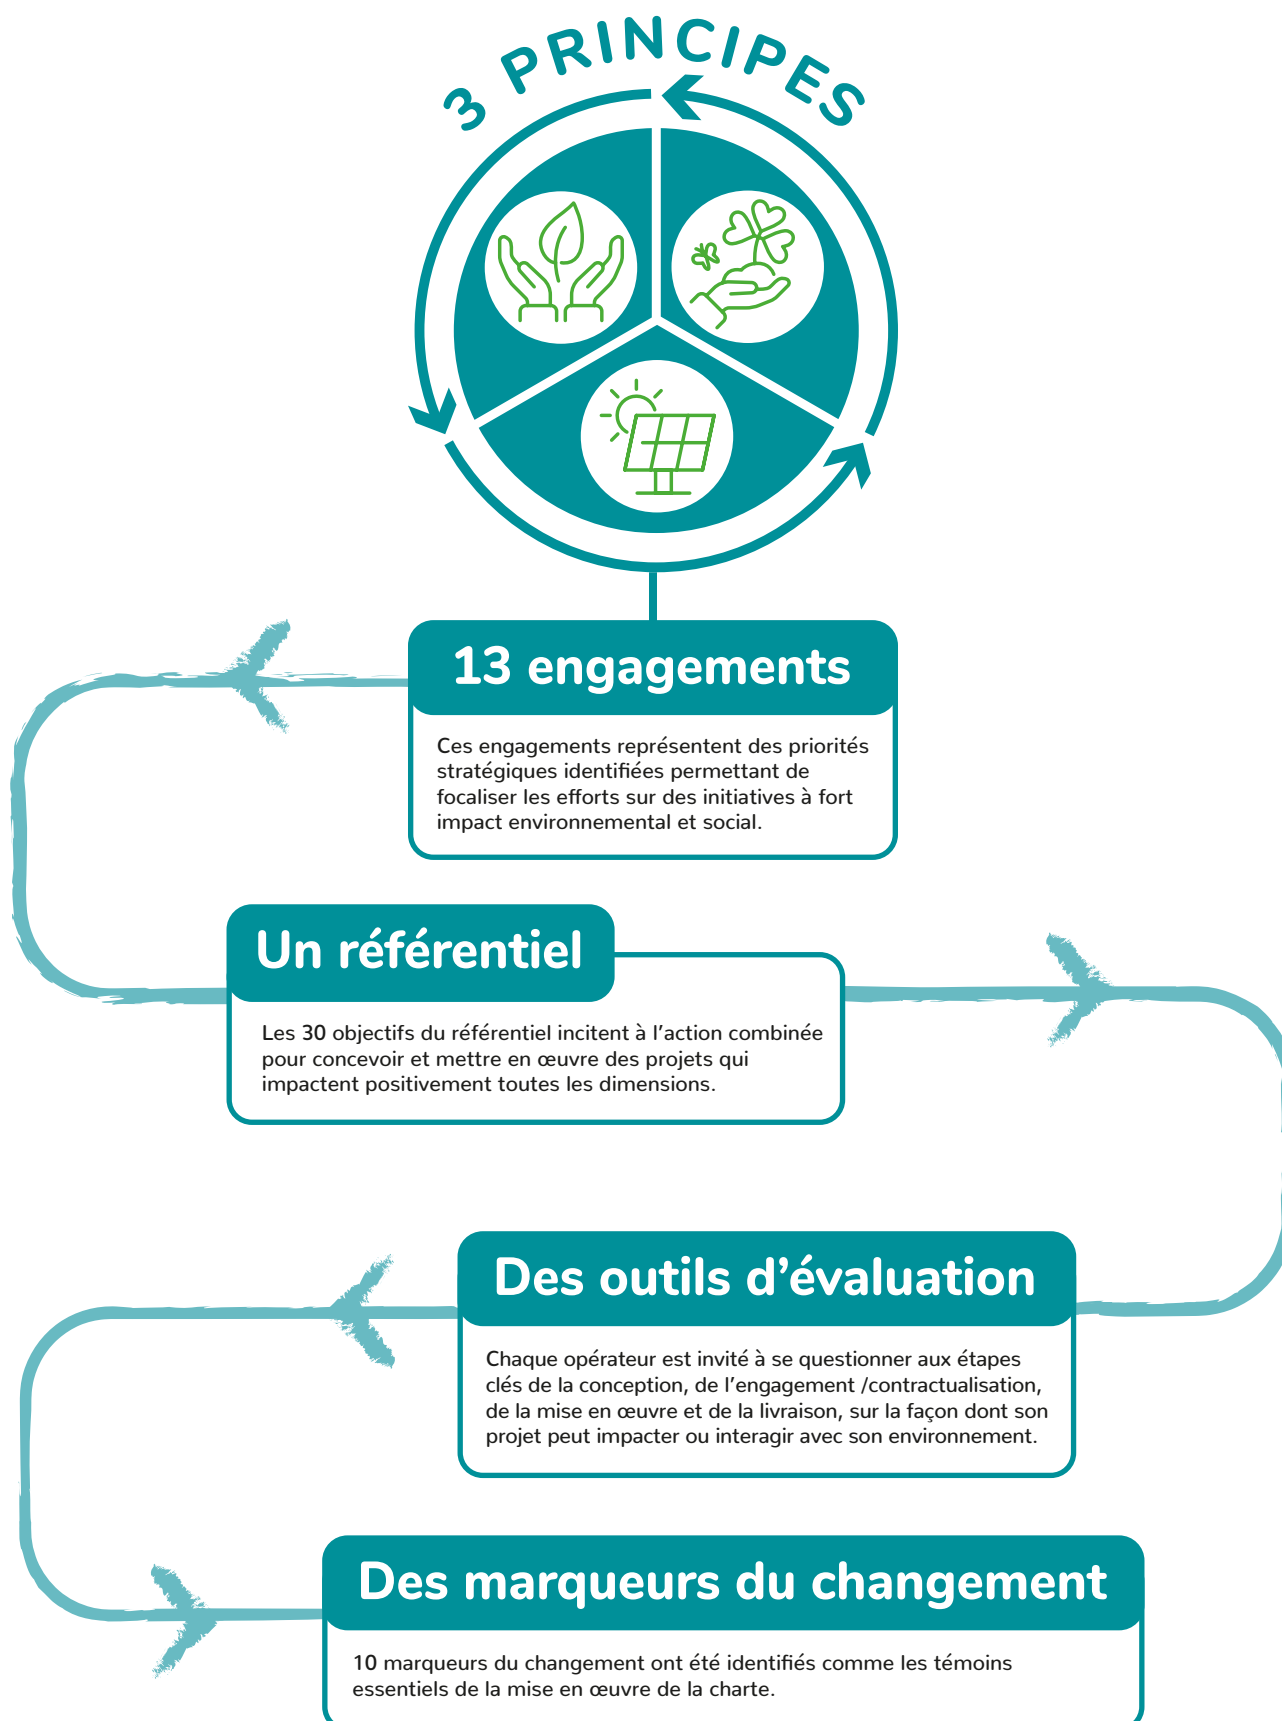 3 PRINCIPES
13 engagements
Ces engagements représentent des priorités
stratégiques identifiées permettant de
focaliser les efforts sur des initiatives à fort
impact environnemental et social.
Un référentiel
Les 30 objectifs du référentiel incitent à l’action combinée
pour concevoir et mettre en œuvre des projets qui
impactent positivement toutes les dimensions.
Des outils d’évaluation
Chaque opérateur est invité à se questionner aux étapes
clés de la conception, de l’engagement /contractualisation,
de la mise en œuvre et de la livraison, sur la façon dont son
projet peut impacter ou interagir avec son environnement.
Des marqueurs du changement
10 marqueurs du changement ont été identifiés comme les témoins
essentiels de la mise en œuvre de la charte.